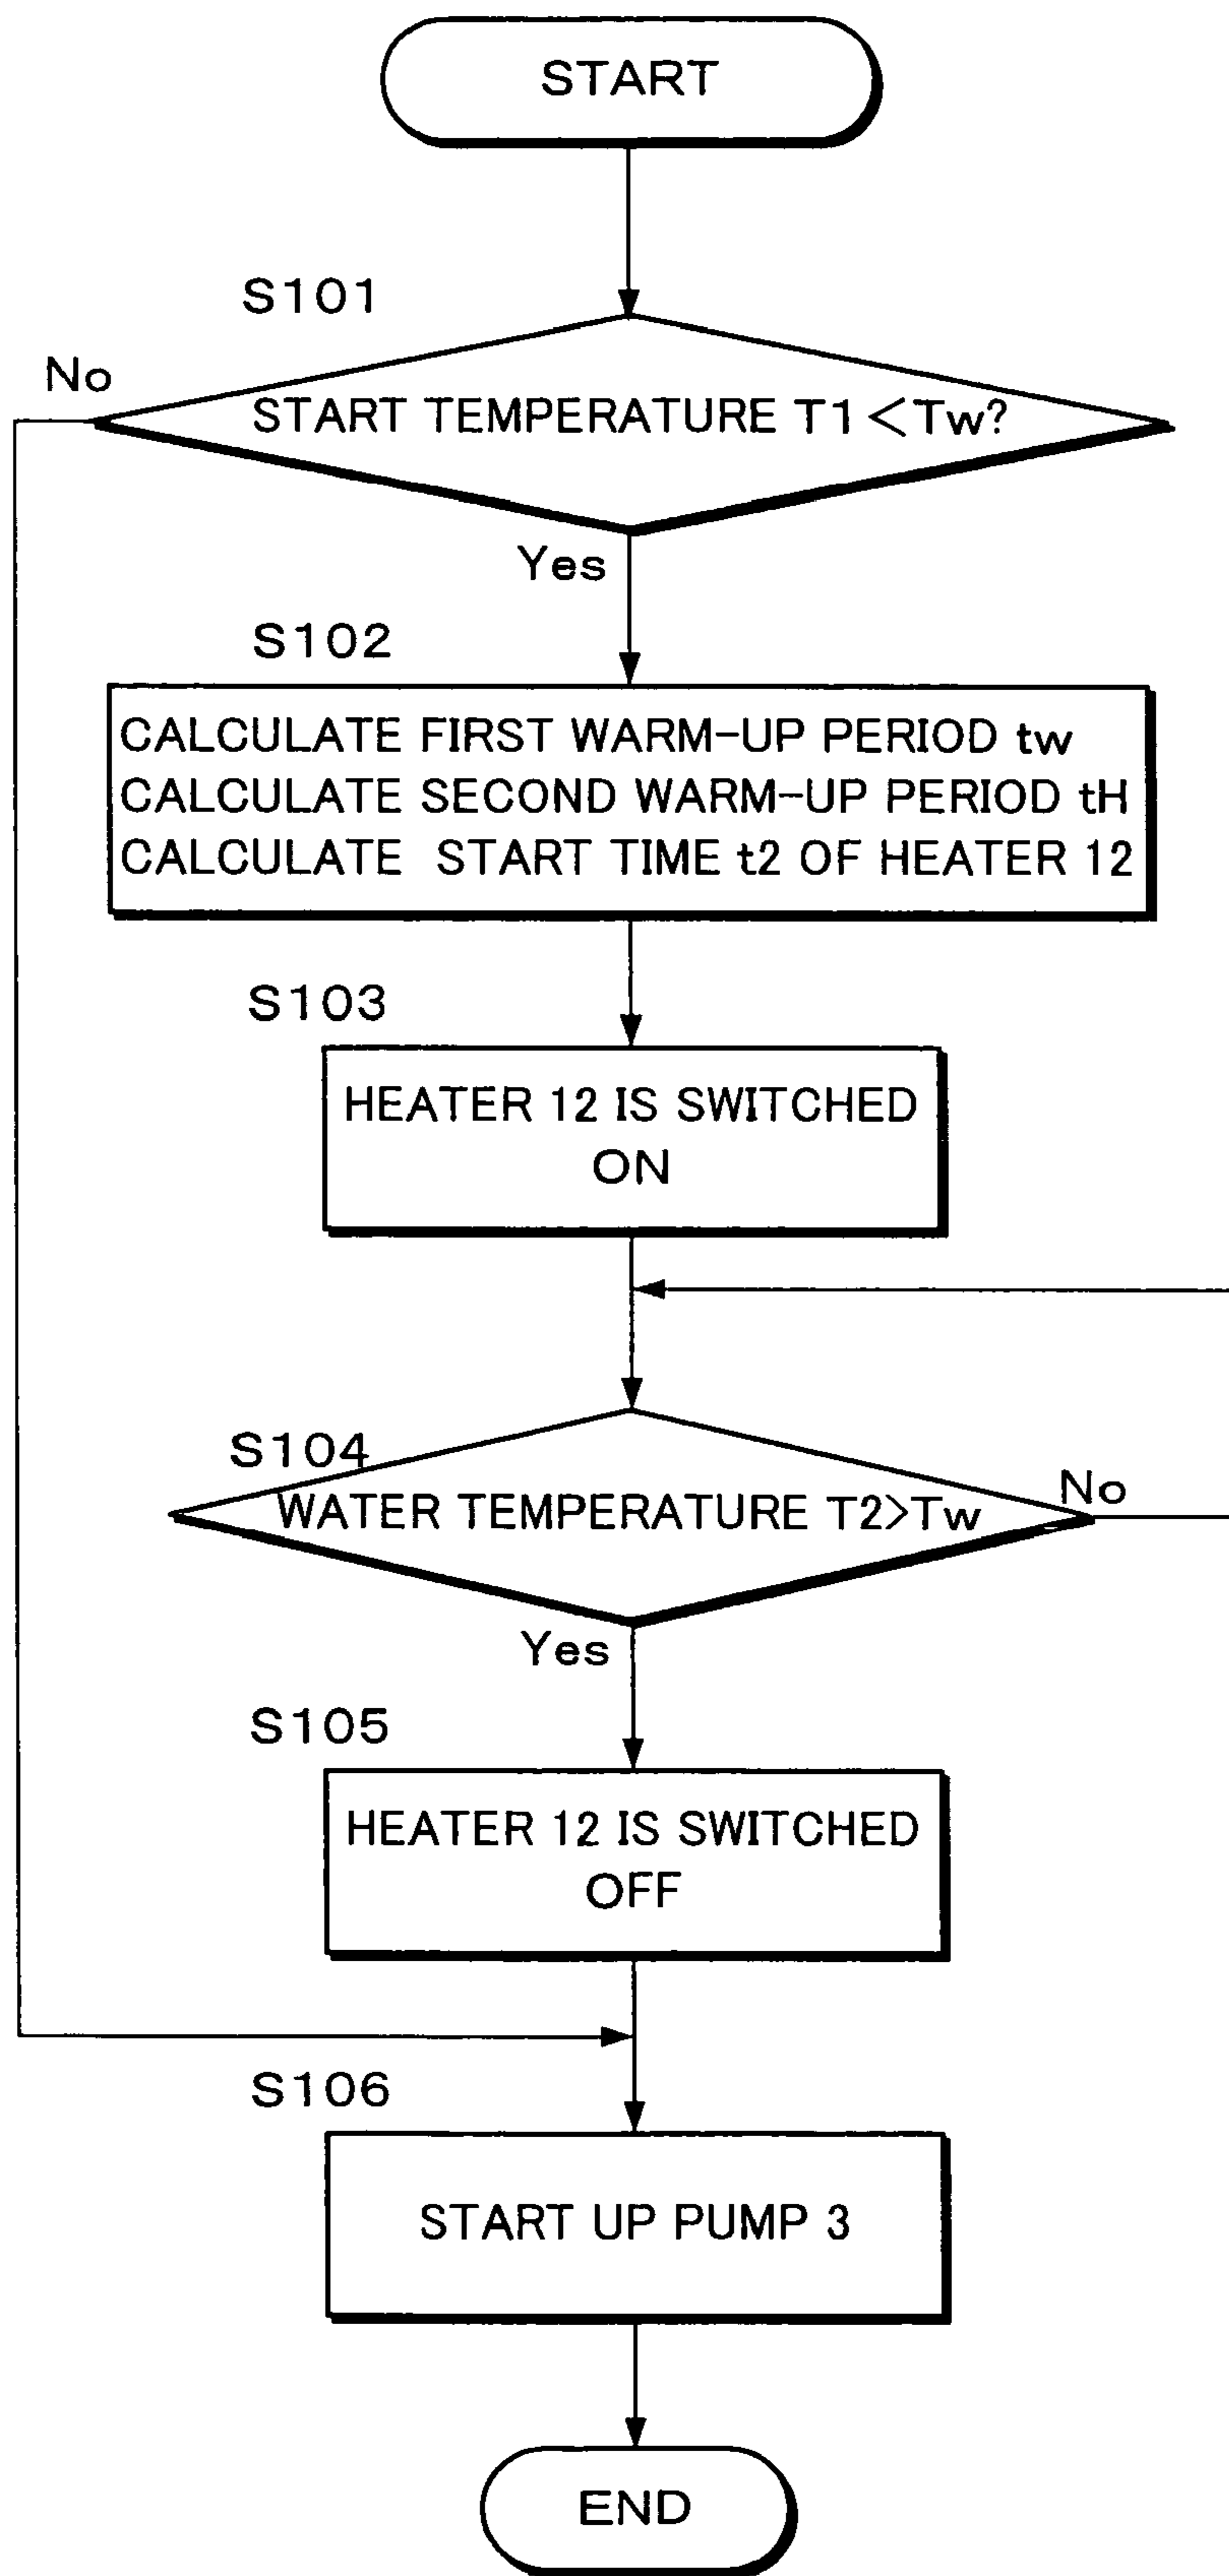 START
S101
No
START TEMPERATURE T1<Tw?
Yes
S102
CALCULATE FIRST WARM-UP PERIOD tw
CALCULATE SECOND WARM-UP PERIOD tH
CALCULATE START TIME t2 OF HEATER 12
S103
HEATER 12 IS SWITCHED
ON
S104
No
WATER TEMPERATURE T2>Tw
Yes
S105
HEATER 12 IS SWITCHED
OFF
S106
START UP PUMP 3
END